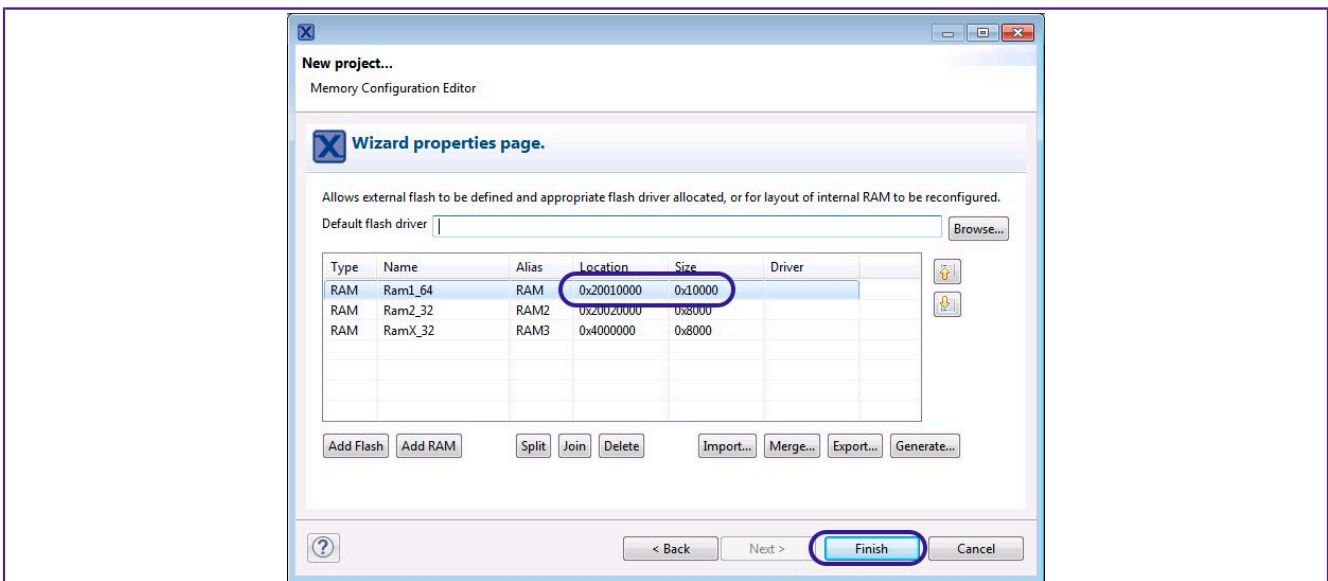 New project...
Memory Configuration Editor
Wizard properties page.
Allows external flash to be defined and appropriate flash driver allocated, or for layout of internal RAM to be reconfigured.
Default flash driver Browse...
Type Name Alias Location Size Driver
RAM Ram1_64 RAM 0x20010000 0x10000
RAM Ram2_32 RAM2 0x20020000 0x8000
RAM RamX_32 RAM3 0x4000000 0x8000
Add Flash Add RAM Split Join Delete Import... Merge... Export... Generate...
? < Back Next > Finish Cancel